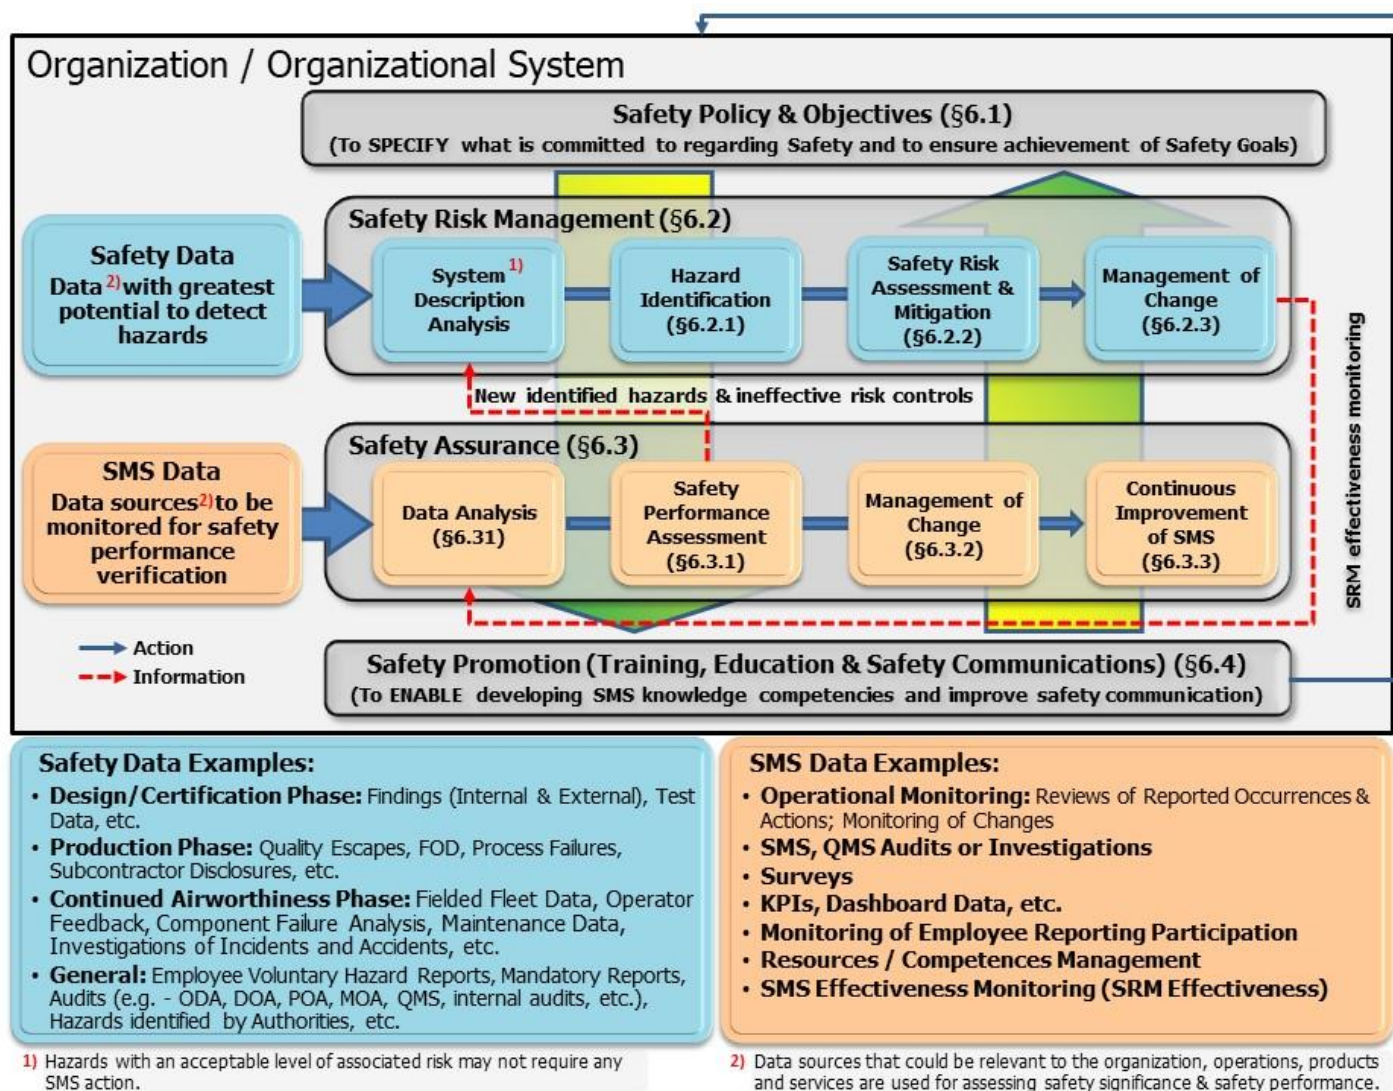 Organization / Organizational System
Safety Policy & Objectives (§6.1)
(To SPECIFY what is committed to regarding Safety and to ensure achievement of Safety Goals)
Safety Risk Management (§6.2)
Safety Data
Data 2) with greatest
potential to detect
hazards
System 1)
Description
Analysis
Hazard
Identification
(§6.2.1)
Safety Risk
Assessment &
Mitigation
(§6.2.2)
Management of
Change
(§6.2.3)
New identified hazards & ineffective risk controls
SRM effectiveness monitoring
Safety Assurance (§6.3)
SMS Data
Data sources 2) to be
monitored for safety
performance
verification
Data Analysis
(§6.31)
Safety
Performance
Assessment
(§6.3.1)
Management of
Change
(§6.3.2)
Continuous
Improvement
of SMS
(§6.3.3)
Action
Information
Safety Promotion (Training, Education & Safety Communications) (§6.4)
(To ENABLE developing SMS knowledge competencies and improve safety communication)
Safety Data Examples:
• Design/Certification Phase: Findings (Internal & External), Test
Data, etc.
• Production Phase: Quality Escapes, FOD, Process Failures,
Subcontractor Disclosures, etc.
• Continued Airworthiness Phase: Fielded Fleet Data, Operator
Feedback, Component Failure Analysis, Maintenance Data,
Investigations of Incidents and Accidents, etc.
• General: Employee Voluntary Hazard Reports, Mandatory Reports,
Audits (e.g. - ODA, DOA, POA, MOA, QMS, internal audits, etc.),
Hazards identified by Authorities, etc.
SMS Data Examples:
• Operational Monitoring: Reviews of Reported Occurrences &
Actions; Monitoring of Changes
• SMS, QMS Audits or Investigations
• Surveys
• KPIs, Dashboard Data, etc.
• Monitoring of Employee Reporting Participation
• Resources / Competences Management
• SMS Effectiveness Monitoring (SRM Effectiveness)
1) Hazards with an acceptable level of associated risk may not require any
SMS action.
2) Data sources that could be relevant to the organization, operations, products
and services are used for assessing safety significance & safety performance.